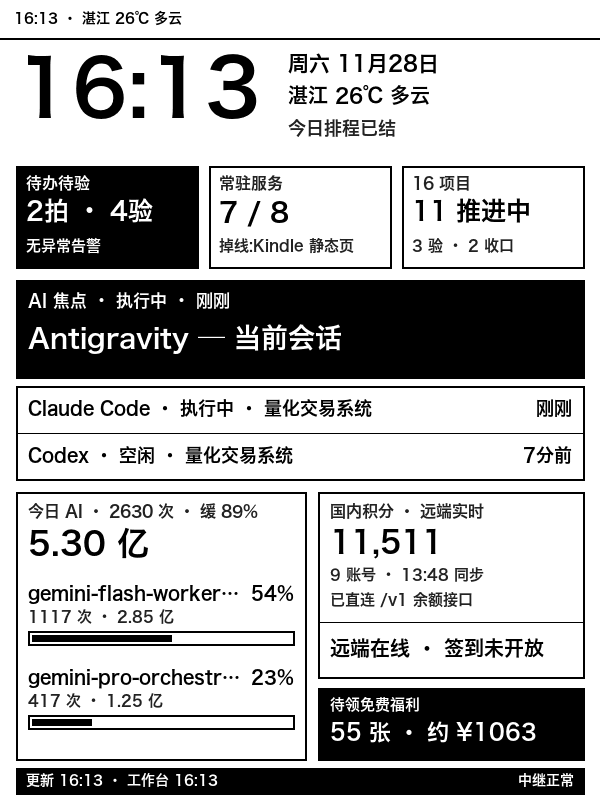 16:13 · 湛江 26℃ 多云
16:13
周六 11月28日
湛江 26℃ 多云
今日排程已结
待办待验
2拍 · 4验
无异常告警
常驻服务
7 / 8
掉线:Kindle 静态页
16 项目
11 推进中
3 验 · 2 收口
AI 焦点 · 执行中 · 刚刚
Antigravity — 当前会话
Claude Code · 执行中 · 量化交易系统 刚刚
Codex · 空闲 · 量化交易系统 7分前
今日 AI · 2630 次 · 缓 89%
5.30 亿
gemini-flash-worker… 54%
1117 次 · 2.85 亿
gemini-pro-orchestr… 23%
417 次 · 1.25 亿
国内积分 · 远端实时
11,511
9 账号 · 13:48 同步
已直连 /v1 余额接口
远端在线 · 签到未开放
待领免费福利
55 张 · 约 ¥1063
更新 16:13 · 工作台 16:13 中继正常